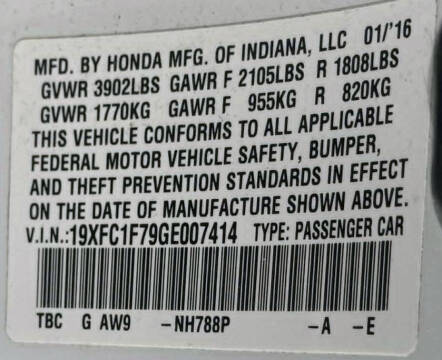 MFD. BY HONDA MFG. OF INDIANA, LLC 01/'16
GVWR 3902LBS GAWR F 2105LBS R 1808LBS
GVWR 1770KG GAWR F 955KG R 820KG
THIS VEHICLE CONFORMS TO ALL APPLICABLE
FEDERAL MOTOR VEHICLE SAFETY, BUMPER,
AND THEFT PREVENTION STANDARDS IN EFFECT
ON THE DATE OF MANUFACTURE SHOWN ABOVE.
V.I.N.:19XFC1F79GE007414 TYPE: PASSENGER CAR
TBC G AW9 –NH788P –A –E